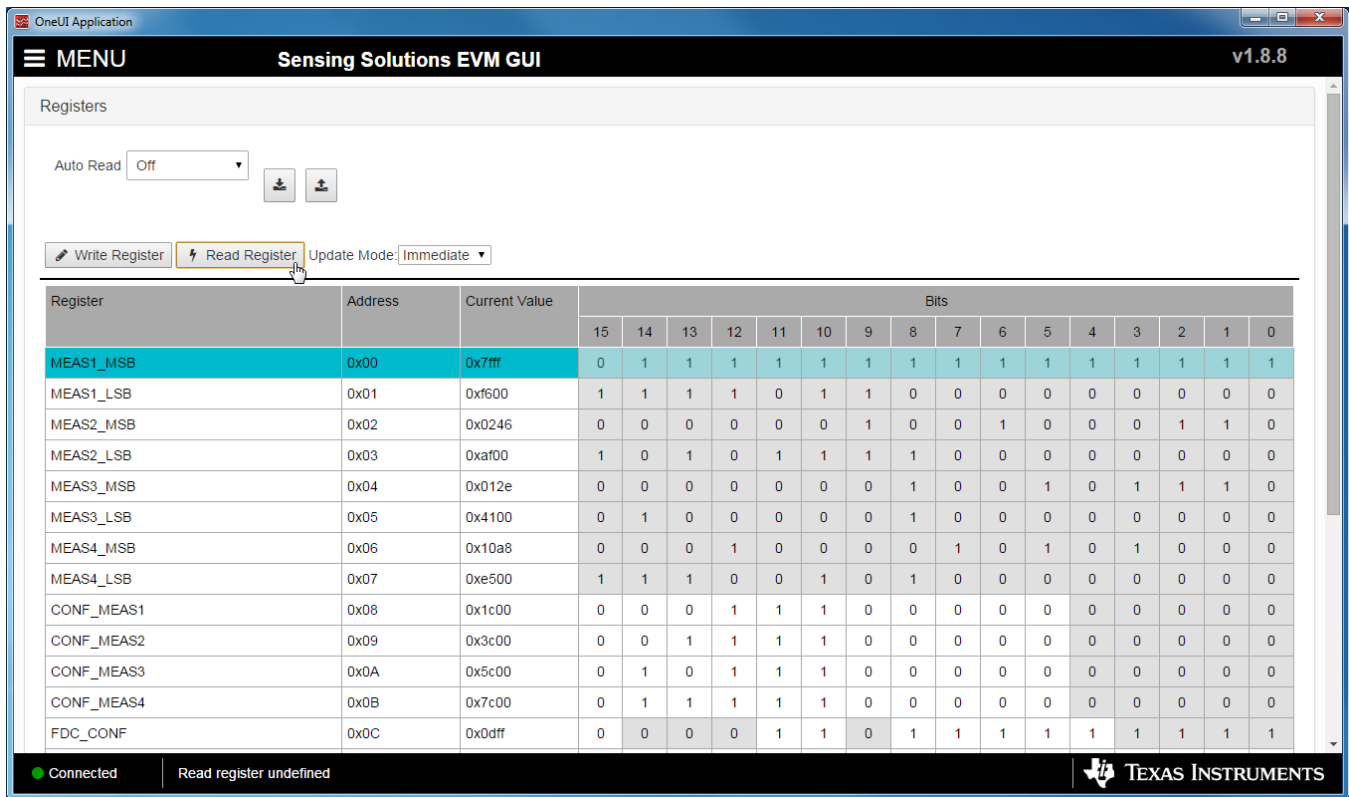 OneUI Application
MENU Sensing Solutions EVM GUI v1.8.8
Registers
Auto Read Off
Write Register Read Register Update Mode: Immediate
Register Address Current Value Bits
15 14 13 12 11 10 9 8 7 6 5 4 3 2 1 0
MEAS1_MSB 0x00 0x7fff 0 1 1 1 1 1 1 1 1 1 1 1 1 1 1 1
MEAS1_LSB 0x01 0xf600 1 1 1 1 0 1 1 0 0 0 0 0 0 0 0 0
MEAS2_MSB 0x02 0x0246 0 0 0 0 0 0 1 0 0 1 0 0 0 1 1 0
MEAS2_LSB 0x03 0xaf00 1 0 1 0 1 1 1 1 0 0 0 0 0 0 0 0
MEAS3_MSB 0x04 0x012e 0 0 0 0 0 0 0 1 0 0 1 0 1 1 1 0
MEAS3_LSB 0x05 0x4100 0 1 0 0 0 0 0 1 0 0 0 0 0 0 0 0
MEAS4_MSB 0x06 0x10a8 0 0 0 1 0 0 0 0 1 0 1 0 1 0 0 0
MEAS4_LSB 0x07 0xe500 1 1 1 0 0 1 0 1 0 0 0 0 0 0 0 0
CONF_MEAS1 0x08 0x1c00 0 0 0 1 1 1 0 0 0 0 0 0 0 0 0 0
CONF_MEAS2 0x09 0x3c00 0 0 1 1 1 1 0 0 0 0 0 0 0 0 0 0
CONF_MEAS3 0x0A 0x5c00 0 1 0 1 1 1 0 0 0 0 0 0 0 0 0 0
CONF_MEAS4 0x0B 0x7c00 0 1 1 1 1 1 0 0 0 0 0 0 0 0 0 0
FDC_CONF 0x0C 0x0dff 0 0 0 0 1 1 0 1 1 1 1 1 1 1 1 1
Connected Read register undefined TEXAS INSTRUMENTS